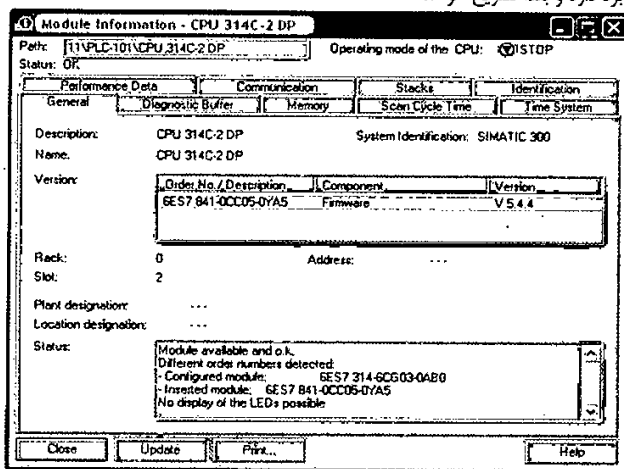 Module Information - CPU 314C-2 DP
Path: 11\PLC-101\CPU 314C-2 DP Operating mode of the CPU: STOP
Status: OK
Performance Data Communication Stacks Identification
General Diagnostic Buffer Memory Scan Cycle Time Time System
Description: CPU 314C-2 DP System Identification: SIMATIC 300
Name: CPU 314C-2 DP
Version: Order No./ Description Component Version
6ES7 841-0CC05-0YA5 Firmware V 5.4.4
Rack: 0 Address: ---
Slot: 2
Plant designation: ---
Location designation: ---
Status: Module available and o.k.
Different order numbers detected:
- Configured module: 6ES7 314-6CG03-0AB0
- Inserted module: 6ES7 841-0CC05-0YA5
No display of the LEDs possible
Close Update Print... Help